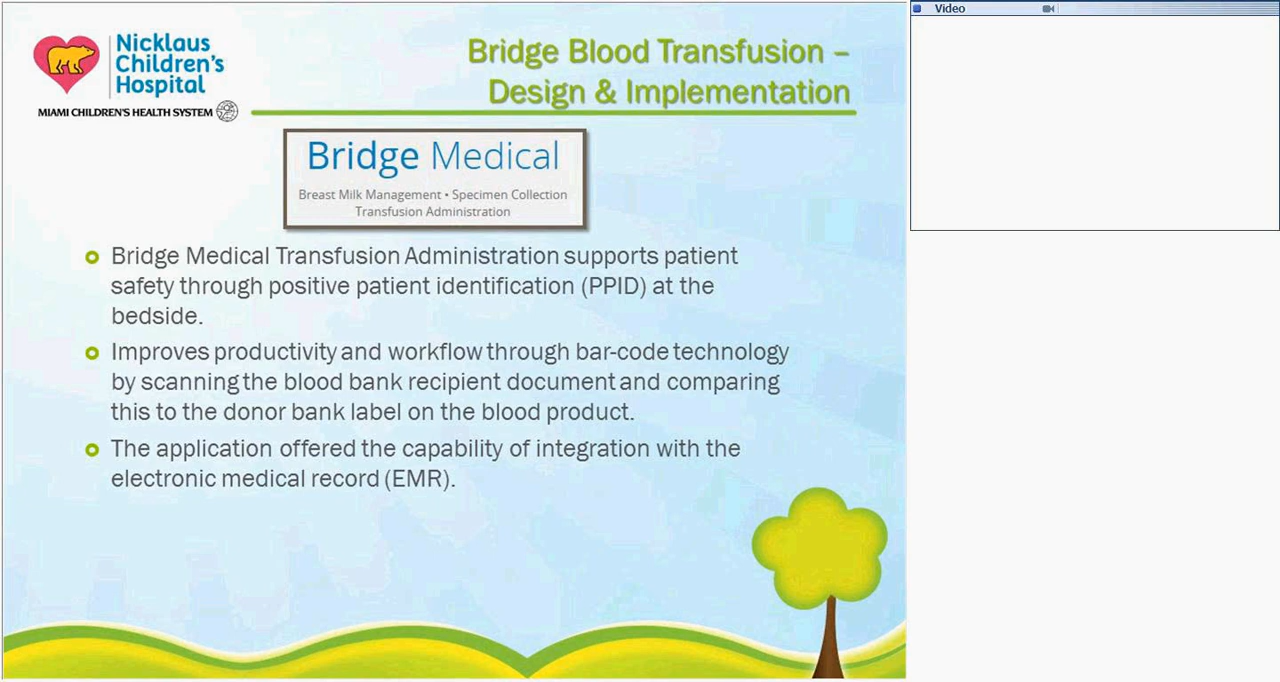 Nicklaus
Children's
Hospital
MIAMI CHILDREN'S HEALTH SYSTEM
Bridge Blood Transfusion –
Design & Implementation
Bridge Medical
Breast Milk Management • Specimen Collection
Transfusion Administration
Bridge Medical Transfusion Administration supports patient
safety through positive patient identification (PPID) at the
bedside.
Improves productivity and workflow through bar-code technology
by scanning the blood bank recipient document and comparing
this to the donor bank label on the blood product.
The application offered the capability of integration with the
electronic medical record (EMR).
Video